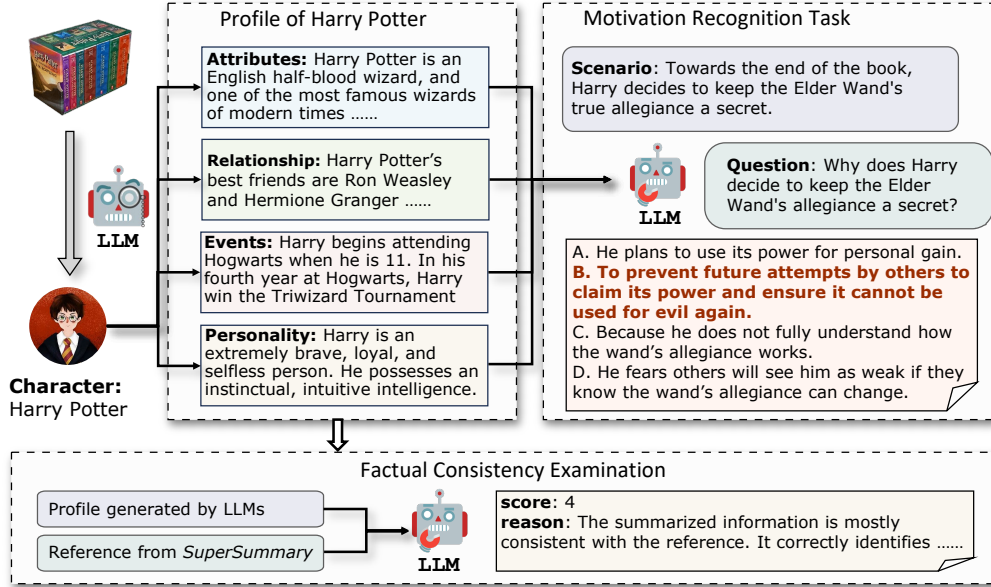 Profile of Harry Potter
Attributes: Harry Potter is an
English half-blood wizard, and
one of the most famous wizards
of modern times ......
Relationship: Harry Potter's
best friends are Ron Weasley
and Hermione Granger ......
Events: Harry begins attending
Hogwarts when he is 11. In his
fourth year at Hogwarts, Harry
win the Triwizard Tournament
Personality: Harry is an
extremely brave, loyal, and
selfless person. He possesses an
instinctual, intuitive intelligence.
LLM
Character:
Harry Potter
Motivation Recognition Task
Scenario: Towards the end of the book,
Harry decides to keep the Elder Wand's
true allegiance a secret.
LLM
Question: Why does Harry
decide to keep the Elder
Wand's allegiance a secret?
A. He plans to use its power for personal gain.
B. To prevent future attempts by others to
claim its power and ensure it cannot be
used for evil again.
C. Because he does not fully understand how
the wand's allegiance works.
D. He fears others will see him as weak if they
know the wand's allegiance can change.
Factual Consistency Examination
Profile generated by LLMs
Reference from SuperSummary
LLM
score: 4
reason: The summarized information is mostly
consistent with the reference. It correctly identifies ......